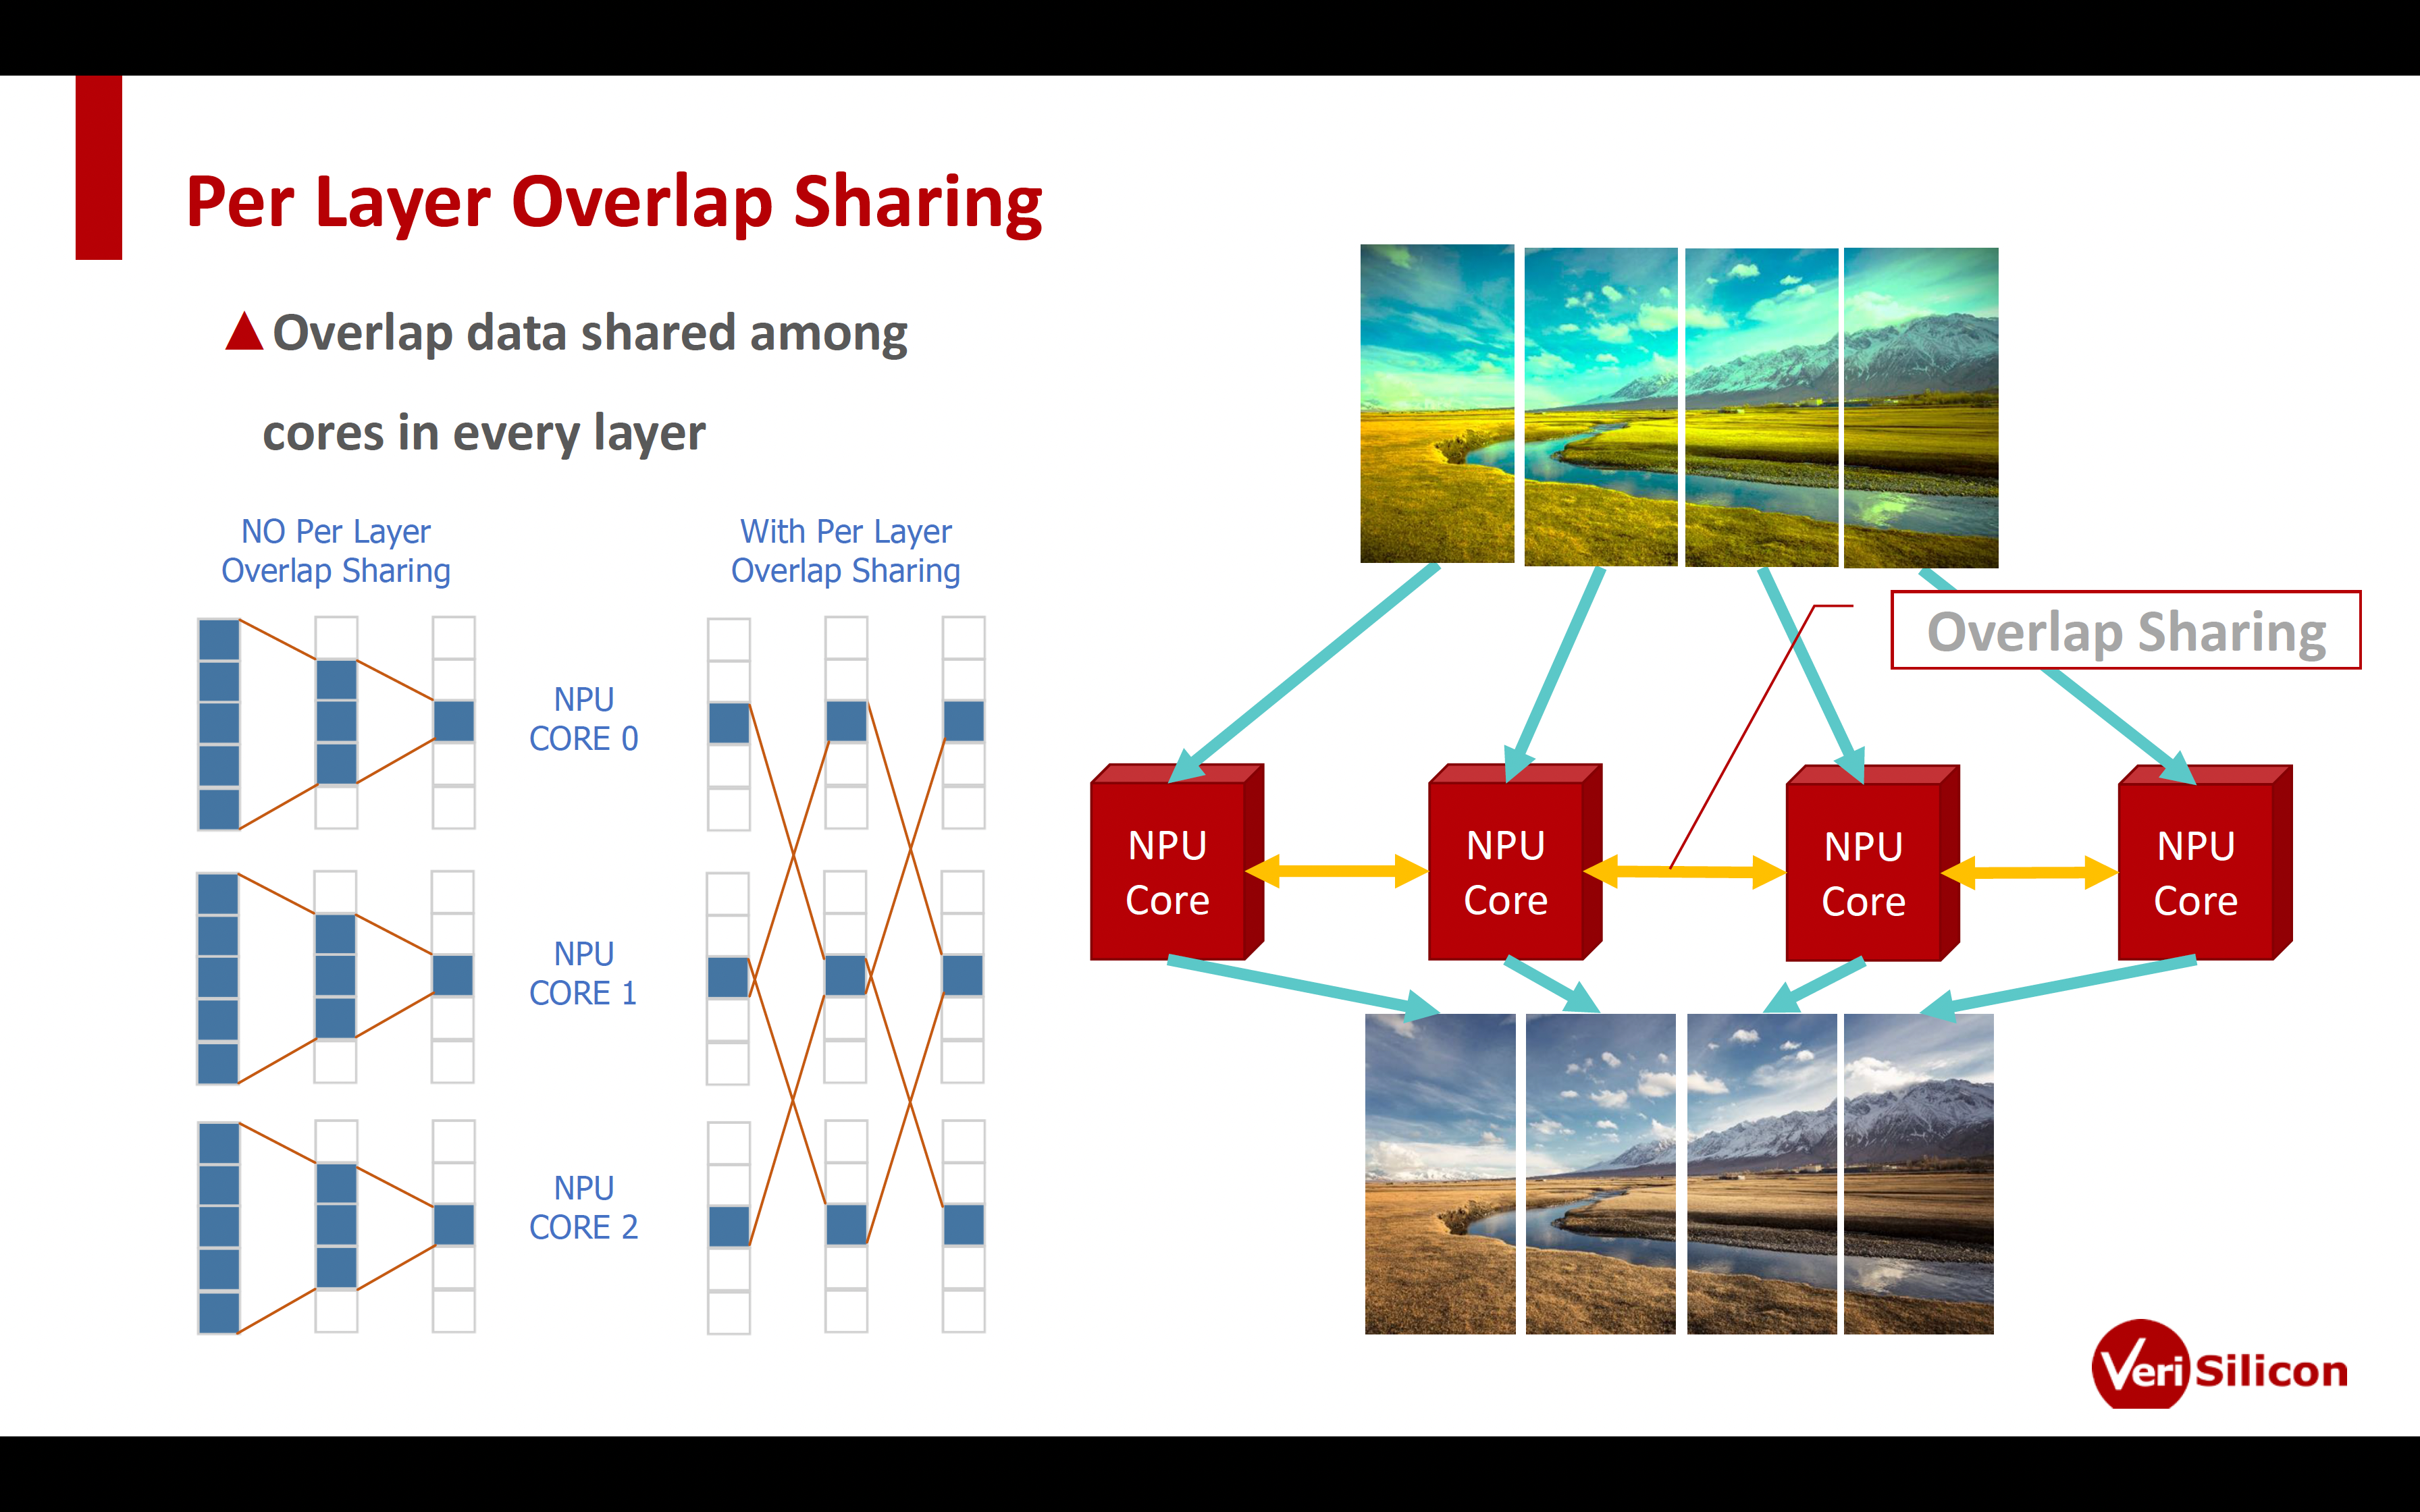 Per Layer Overlap Sharing
Overlap data shared among
cores in every layer
NO Per Layer
Overlap Sharing
With Per Layer
Overlap Sharing
NPU
CORE 0
NPU
CORE 1
NPU
CORE 2
Overlap Sharing
NPU
Core
NPU
Core
NPU
Core
NPU
Core
VeriSilicon